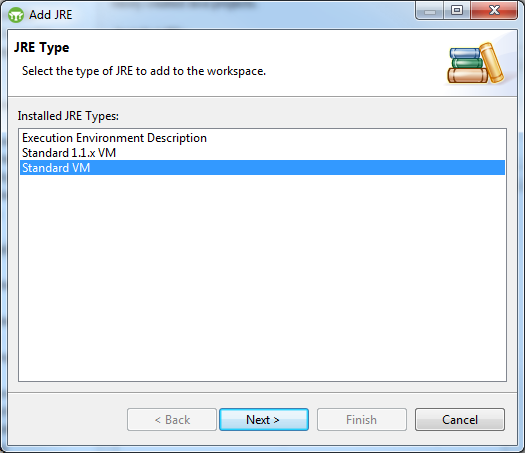 Add JRE
JRE Type
Select the type of JRE to add to the workspace.
Installed JRE Types:
Execution Environment Description
Standard 1.1.x VM
Standard VM
< Back
Next >
Finish
Cancel